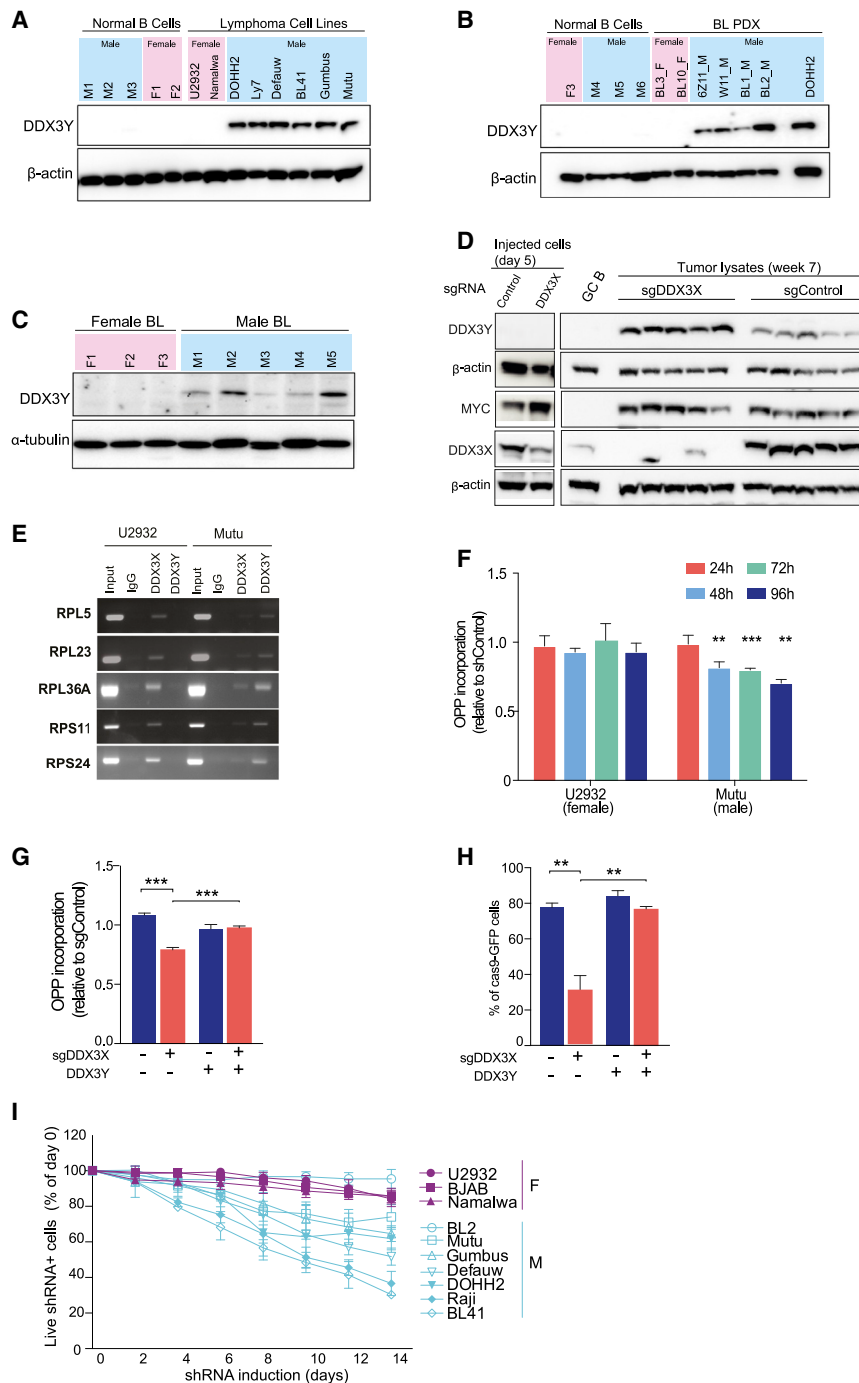 A
Normal B Cells
Lymphoma Cell Lines
Male
Female
Female
Male
M1
M2
M3
F1
F2
U2932
Namalwa
DOHH2
Ly7
Defauw
BL41
Gumbus
Mutu
DDX3Y
β-actin
B
Normal B Cells
BL PDX
Female
Male
Female
Male
F3
M4
M5
M6
BL3_F
BL10_F
6Z11_M
W11_M
BL1_M
BL2_M
DOHH2
DDX3Y
β-actin
C
Female BL
Male BL
F1
F2
F3
M1
M2
M3
M4
M5
DDX3Y
α-tubulin
D
Injected cells
(day 5)
Tumor lysates (week 7)
sgRNA
Control
DDX3X
GC B
sgDDX3X
sgControl
DDX3Y
β-actin
MYC
DDX3X
β-actin
E
U2932
Mutu
Input
IgG
DDX3X
DDX3Y
Input
IgG
DDX3X
DDX3Y
RPL5
RPL23
RPL36A
RPS11
RPS24
F
24h
72h
48h
96h
OPP incorporation
(relative to shControl)
1.5
1.0
0.5
0
** *** **
U2932
(female)
Mutu
(male)
G
OPP incorporation
(relative to sgControl)
1.5
1.0
0.5
0.0
***
***
sgDDX3X - + - +
DDX3Y - - + +
H
% of cas9-GFP cells
100
80
60
40
20
0
**
**
sgDDX3X - + - +
DDX3Y - - + +
I
Live shRNA+ cells (% of day 0)
120
100
80
60
40
20
0 2 4 6 8 10 12 14
shRNA induction (days)
U2932
BJAB
Namalwa
F
BL2
Mutu
Gumbus
Defauw
DOHH2
Raji
BL41
M